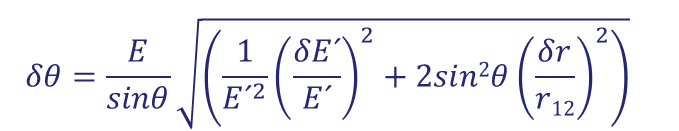 δθ = E/sinθ √((1/E′² (δE′/E′)² + 2sin²θ (δr/r₁₂)²))